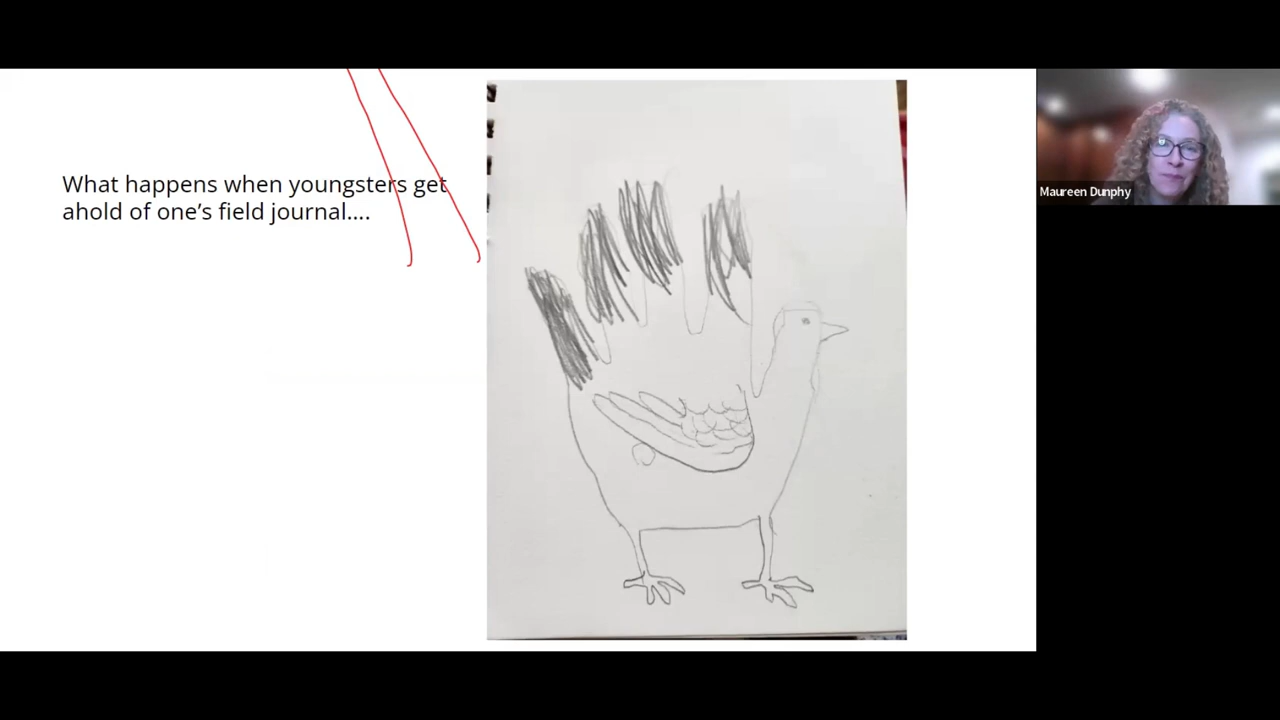 What happens when youngsters get
ahold of one's field journal....
Maureen Dunphy